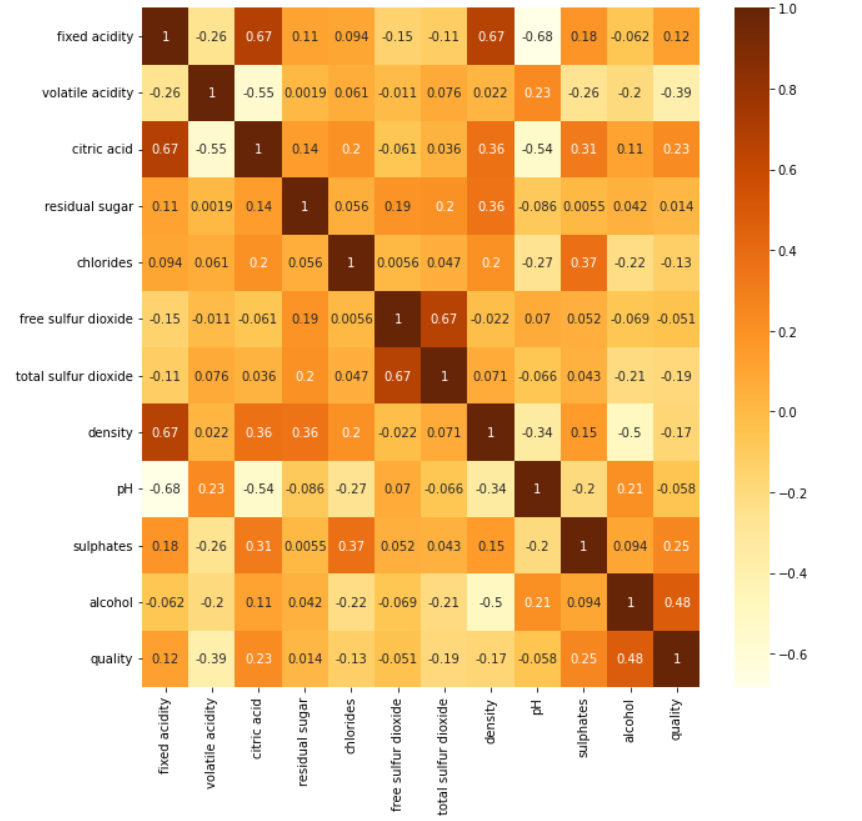 fixed acidity 1 -0.26 0.67 0.11 0.094 -0.15 -0.11 0.67 -0.68 0.18 -0.062 0.12
volatile acidity -0.26 1 -0.55 0.0019 0.061 -0.011 0.076 0.022 0.23 -0.26 -0.2 -0.39
citric acid 0.67 -0.55 1 0.14 0.2 -0.061 0.036 0.36 -0.54 0.31 0.11 0.23
residual sugar 0.11 0.0019 0.14 1 0.056 0.19 0.2 0.36 -0.086 0.0055 0.042 0.014
chlorides 0.094 0.061 0.2 0.056 1 0.0056 0.047 0.2 -0.27 0.37 -0.22 -0.13
free sulfur dioxide -0.15 -0.011 -0.061 0.19 0.0056 1 0.67 -0.022 0.07 0.052 -0.069 -0.051
total sulfur dioxide -0.11 0.076 0.036 0.2 0.047 0.67 1 0.071 -0.066 0.043 -0.21 -0.19
density 0.67 0.022 0.36 0.36 0.2 -0.022 0.071 1 -0.34 0.15 -0.5 -0.17
pH -0.68 0.23 -0.54 -0.086 -0.27 0.07 -0.066 -0.34 1 -0.2 0.21 -0.058
sulphates 0.18 -0.26 0.31 0.0055 0.37 0.052 0.043 0.15 -0.2 1 0.094 0.25
alcohol -0.062 -0.2 0.11 0.042 -0.22 -0.069 -0.21 -0.5 0.21 0.094 1 0.48
quality 0.12 -0.39 0.23 0.014 -0.13 -0.051 -0.19 -0.17 -0.058 0.25 0.48 1
fixed acidity
volatile acidity
citric acid
residual sugar
chlorides
free sulfur dioxide
total sulfur dioxide
density
pH
sulphates
alcohol
quality
1.0
0.8
0.6
0.4
0.2
0.0
−0.2
−0.4
−0.6